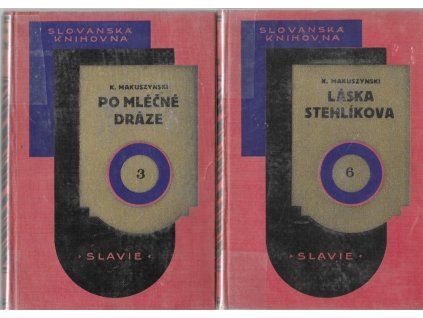 SLOVANSKÁ
KNIHOVNA
K. MAKUSZYNSKI
PO MLÉČNÉ
DRÁZE
3
SLAVIE
SLOVANSKÁ
KNIHOVNA
K. MAKUSZYNSKI
LÁSKA
STEHLÍKOVA
6
SLAVIE